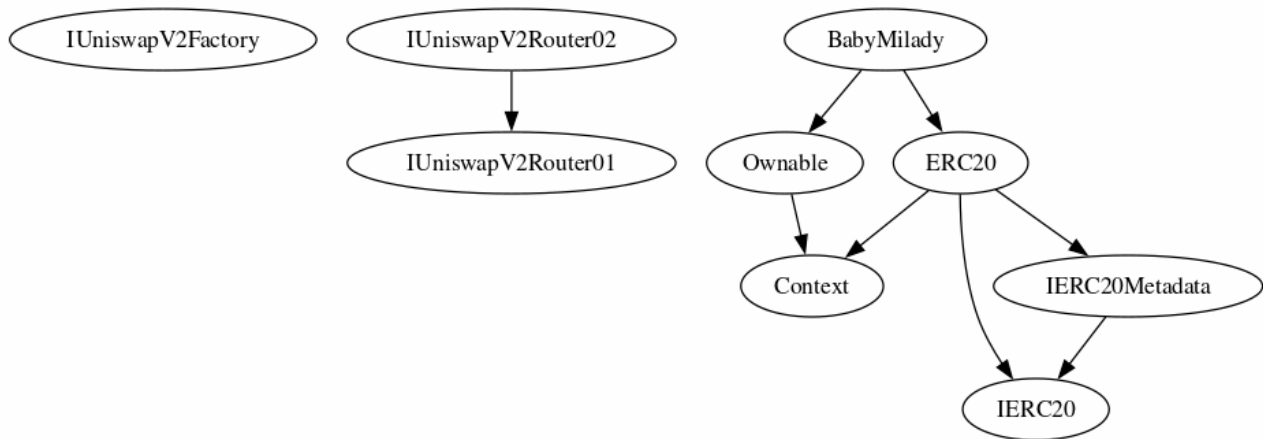 IUniswapV2Factory
IUniswapV2Router02
BabyMilady
IUniswapV2Router01
Ownable
ERC20
Context
IERC20Metadata
IERC20